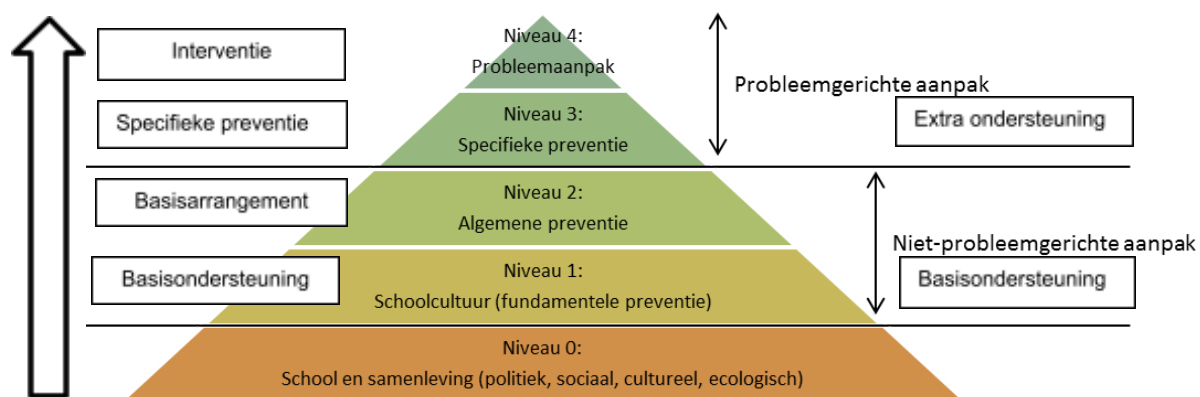 Interventie
Niveau 4:
Probleemaanpak
Probleemgerichte aanpak
Specifieke preventie
Niveau 3:
Specifieke preventie
Extra ondersteuning
Basisarrangement
Niveau 2:
Algemene preventie
Niet-probleemgerichte aanpak
Basisondersteuning
Niveau 1:
Schoolcultuur (fundamentele preventie)
Basisondersteuning
Niveau 0:
School en samenleving (politiek, sociaal, cultureel, ecologisch)